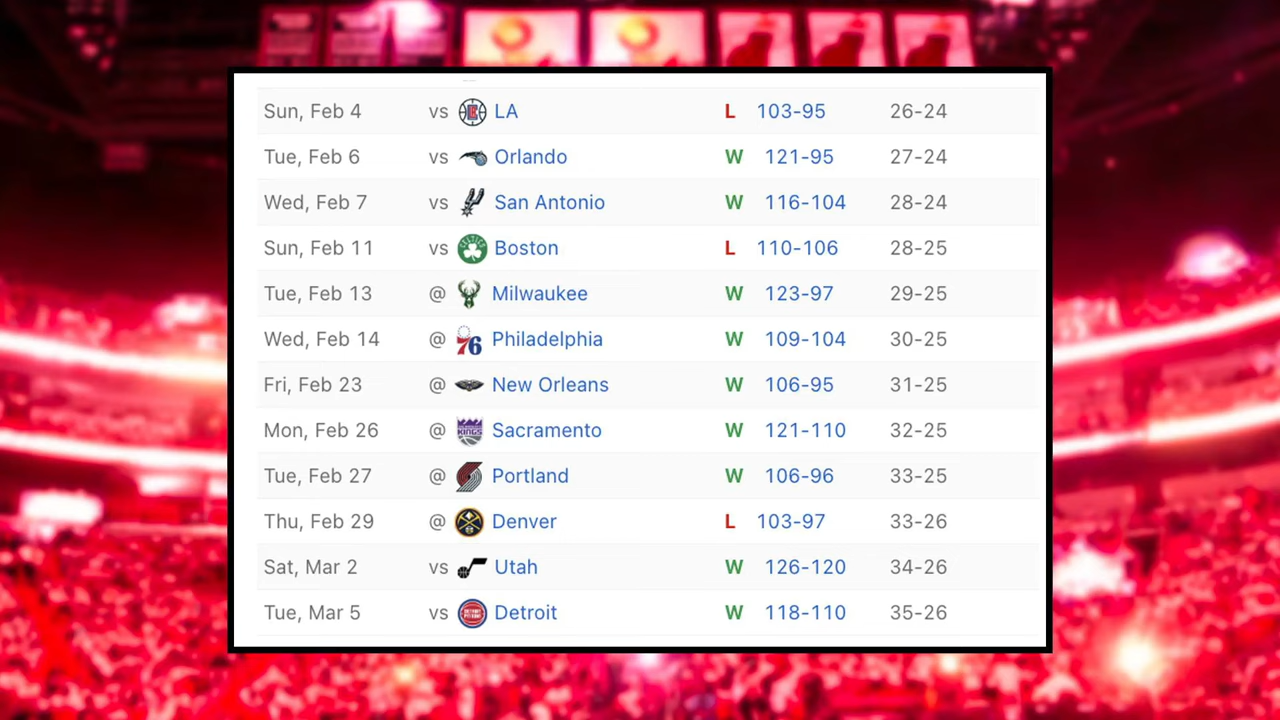 Sun, Feb 4 vs LA L 103-95 26-24
Tue, Feb 6 vs Orlando W 121-95 27-24
Wed, Feb 7 vs San Antonio W 116-104 28-24
Sun, Feb 11 vs Boston L 110-106 28-25
Tue, Feb 13 @ Milwaukee W 123-97 29-25
Wed, Feb 14 @ 76 Philadelphia W 109-104 30-25
Fri, Feb 23 @ New Orleans W 106-95 31-25
Mon, Feb 26 @ KINGS Sacramento W 121-110 32-25
Tue, Feb 27 @ Portland W 106-96 33-25
Thu, Feb 29 @ Denver L 103-97 33-26
Sat, Mar 2 vs Utah W 126-120 34-26
Tue, Mar 5 vs Detroit W 118-110 35-26